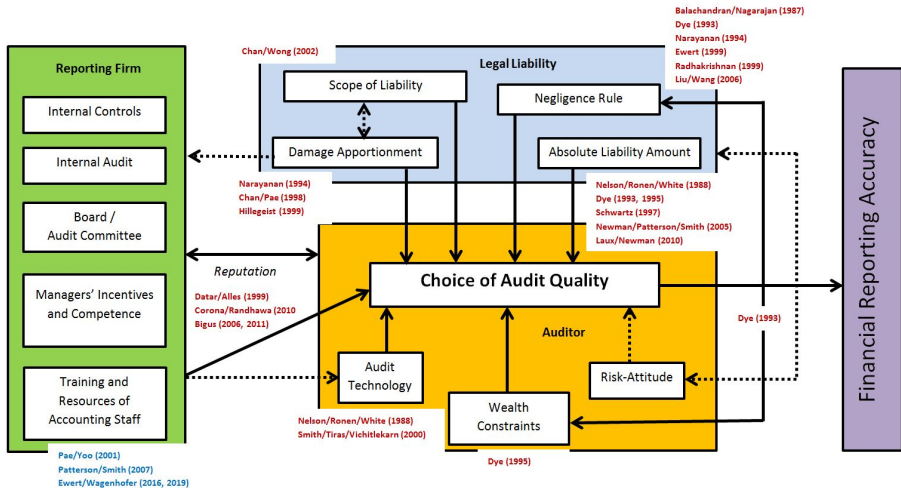 Balachandran/Nagarajan (1987)
Dye (1993)
Narayanan (1994)
Ewert (1999)
Radhakrishnan (1999)
Liu/Wang (2006)
Chan/Wong (2002)
Legal Liability
Scope of Liability
Negligence Rule
Damage Apportionment
Absolute Liability Amount
Narayanan (1994)
Chan/Pae (1998)
Hillegeist (1999)
Nelson/Ronen/White (1988)
Dye (1993, 1995)
Schwartz (1997)
Newman/Patterson/Smith (2005)
Laux/Newman (2010)
Reporting Firm
Internal Controls
Internal Audit
Board /
Audit Committee
Managers' Incentives
and Competence
Training and
Resources of
Accounting Staff
Pae/Yoo (2001)
Patterson/Smith (2007)
Ewert/Wagenhofer (2016, 2019)
Reputation
Datar/Alles (1999)
Corona/Randhawa (2010
Bigus (2006, 2011)
Choice of Audit Quality
Auditor
Audit
Technology
Wealth
Constraints
Risk-Attitude
Nelson/Ronen/White (1988)
Smith/Tiras/Vichitlekarn (2000)
Dye (1995)
Dye (1993)
Financial Reporting Accuracy